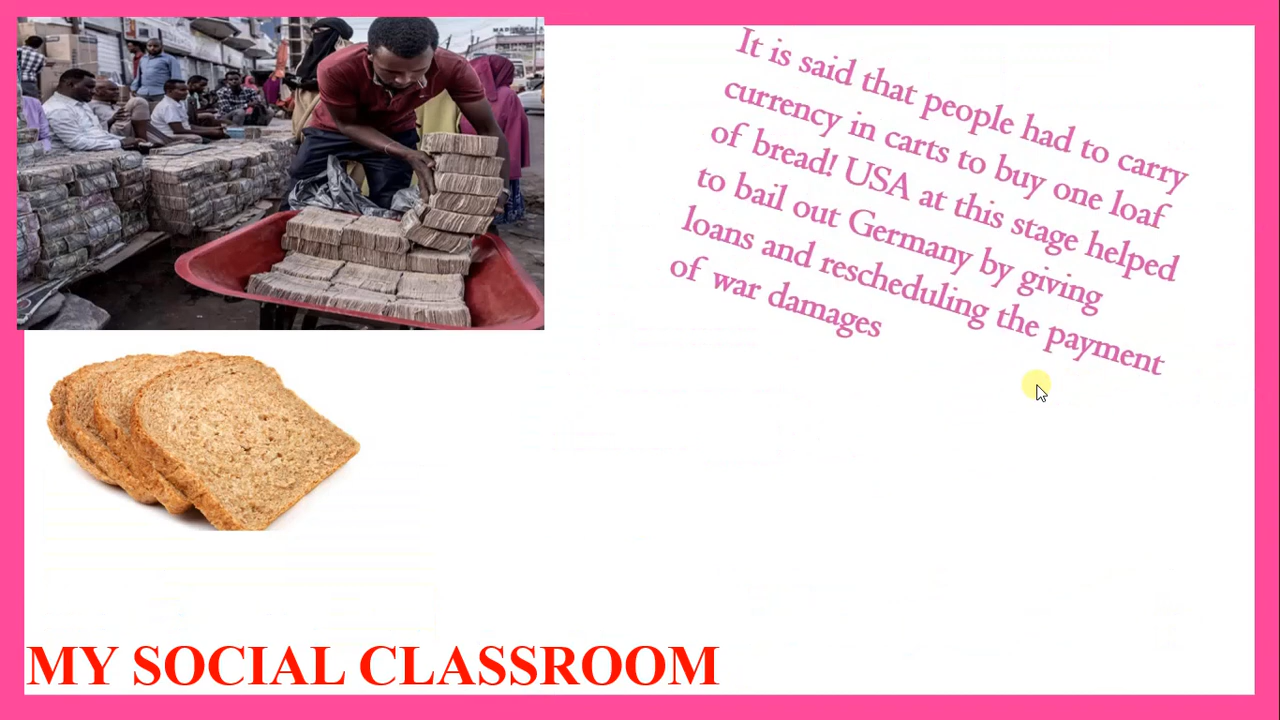 It is said that people had to carry
currency in carts to buy one loaf
of bread! USA at this stage helped
to bail out Germany by giving
loans and rescheduling the payment
of war damages
MY SOCIAL CLASSROOM